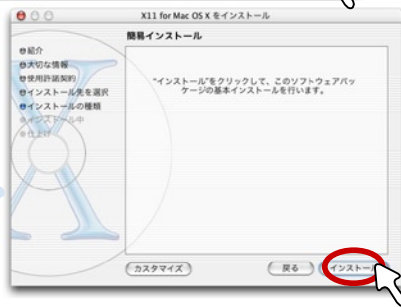 X11 for Mac OS X をインストール
簡易インストール
紹介
大切な情報
使用許諾契約
インストール先を選択
インストールの種類
インストール中
仕上げ
"インストール"をクリックして、このソフトウェアパッ
ケージの基本インストールを行います。
カスタマイズ
戻る
インストール